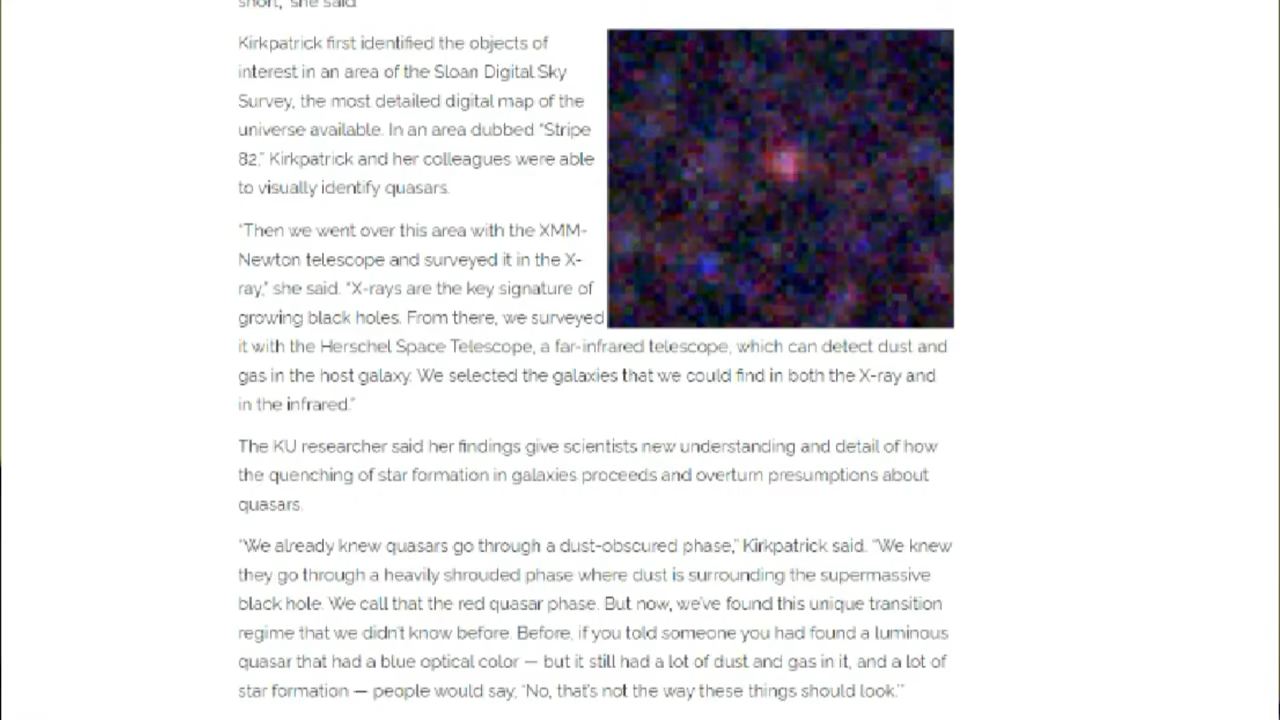 short," she said.
Kirkpatrick first identified the objects of
interest in an area of the Sloan Digital Sky
Survey, the most detailed digital map of the
universe available. In an area dubbed "Stripe
82," Kirkpatrick and her colleagues were able
to visually identify quasars.
"Then we went over this area with the XMM-
Newton telescope and surveyed it in the X-
ray," she said. "X-rays are the key signature of
growing black holes. From there, we surveyed
it with the Herschel Space Telescope, a far-infrared telescope, which can detect dust and
gas in the host galaxy. We selected the galaxies that we could find in both the X-ray and
in the infrared."
The KU researcher said her findings give scientists new understanding and detail of how
the quenching of star formation in galaxies proceeds and overturn presumptions about
quasars.
"We already knew quasars go through a dust-obscured phase," Kirkpatrick said. "We knew
they go through a heavily shrouded phase where dust is surrounding the supermassive
black hole. We call that the red quasar phase. But now, we've found this unique transition
regime that we didn't know before. Before, if you told someone you had found a luminous
quasar that had a blue optical color — but it still had a lot of dust and gas in it, and a lot of
star formation — people would say, 'No, that's not the way these things should look.'"